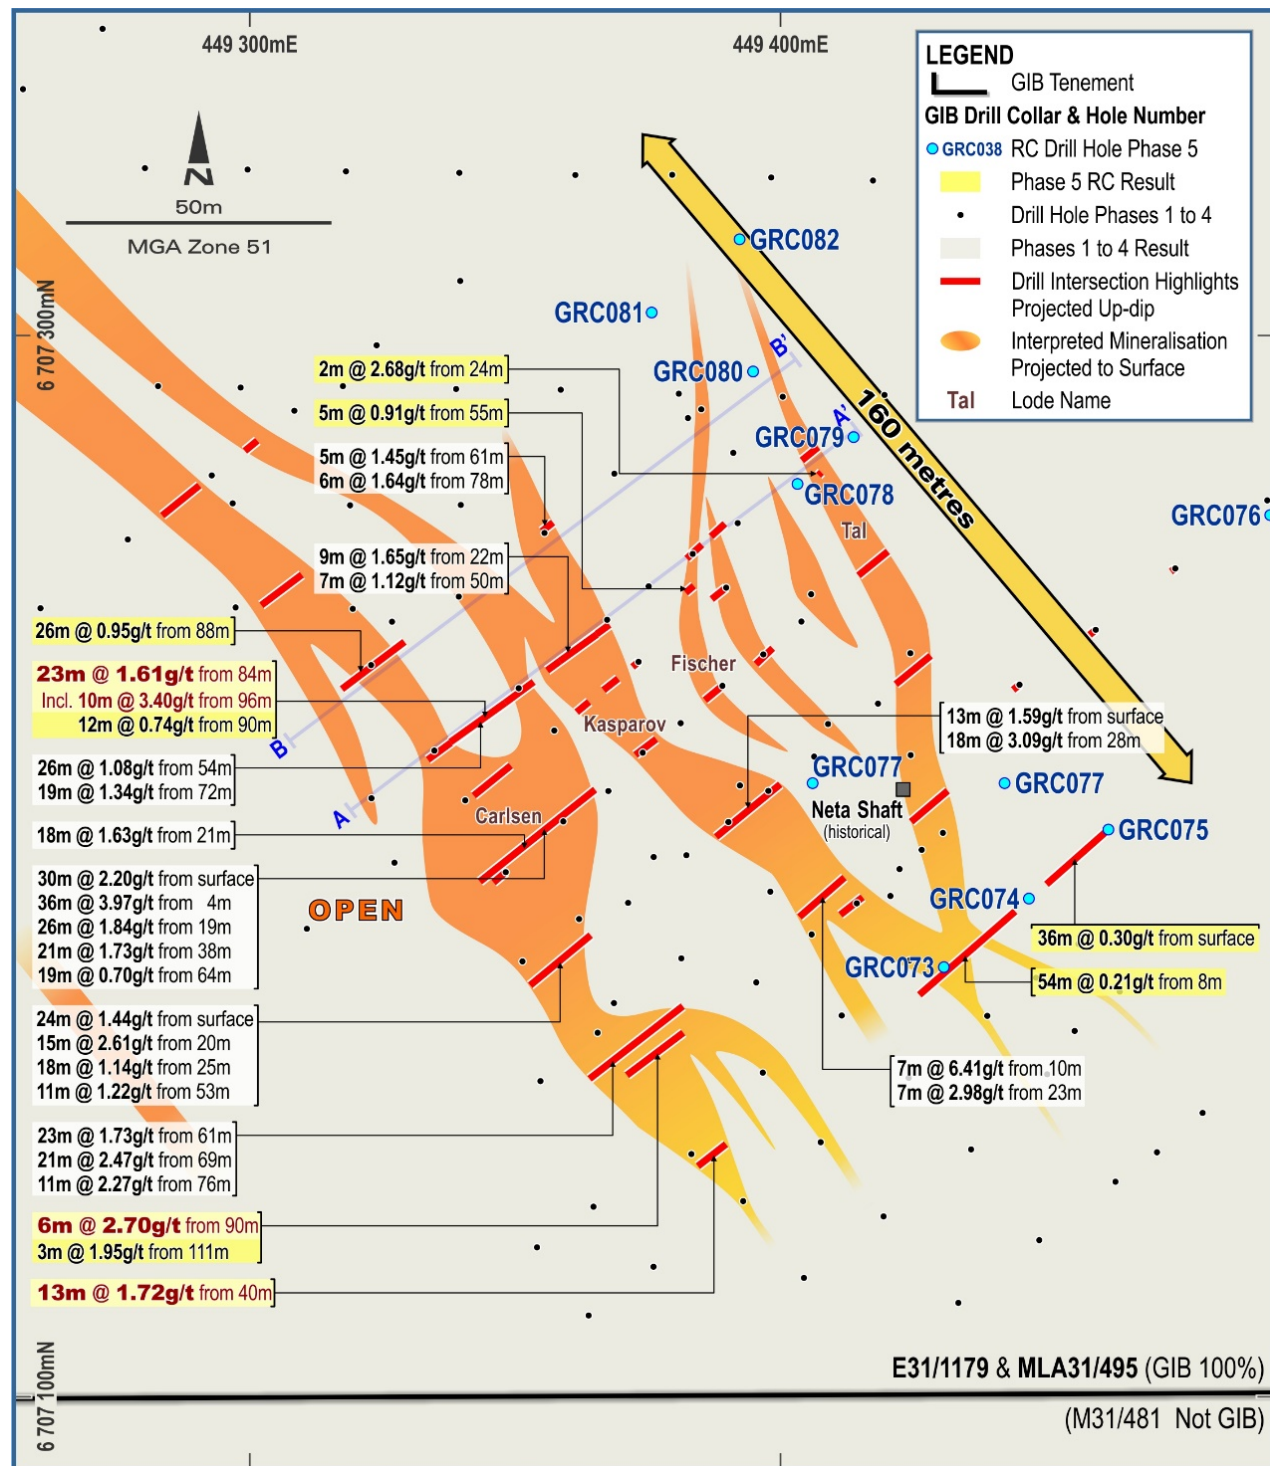 449 300mE
449 400mE
LEGEND
GIB Tenement
GIB Drill Collar & Hole Number
GRC038 RC Drill Hole Phase 5
Phase 5 RC Result
Drill Hole Phases 1 to 4
Phases 1 to 4 Result
Drill Intersection Highlights
Projected Up-dip
Interpreted Mineralisation
Projected to Surface
Tal Lode Name
N
50m
MGA Zone 51
6 707 300mN
GRC082
GRC081
GRC080
B'
A'
160 metres
GRC079
GRC078
GRC076
Tal
2m @ 2.68g/t from 24m
5m @ 0.91g/t from 55m
5m @ 1.45g/t from 61m
6m @ 1.64g/t from 78m
9m @ 1.65g/t from 22m
7m @ 1.12g/t from 50m
26m @ 0.95g/t from 88m
23m @ 1.61g/t from 84m
Incl. 10m @ 3.40g/t from 96m
12m @ 0.74g/t from 90m
B
A
Fischer
Kasparov
Carlsen
13m @ 1.59g/t from surface
18m @ 3.09g/t from 28m
26m @ 1.08g/t from 54m
19m @ 1.34g/t from 72m
GRC077
GRC077
Neta Shaft
(historical)
18m @ 1.63g/t from 21m
GRC075
30m @ 2.20g/t from surface
36m @ 3.97g/t from 4m
26m @ 1.84g/t from 19m
21m @ 1.73g/t from 38m
19m @ 0.70g/t from 64m
OPEN
GRC074
36m @ 0.30g/t from surface
GRC073
54m @ 0.21g/t from 8m
24m @ 1.44g/t from surface
15m @ 2.61g/t from 20m
18m @ 1.14g/t from 25m
11m @ 1.22g/t from 53m
7m @ 6.41g/t from 10m
7m @ 2.98g/t from 23m
23m @ 1.73g/t from 61m
21m @ 2.47g/t from 69m
11m @ 2.27g/t from 76m
6m @ 2.70g/t from 90m
3m @ 1.95g/t from 111m
13m @ 1.72g/t from 40m
6 707 100mN
E31/1179 & MLA31/495 (GIB 100%)
(M31/481 Not GIB)